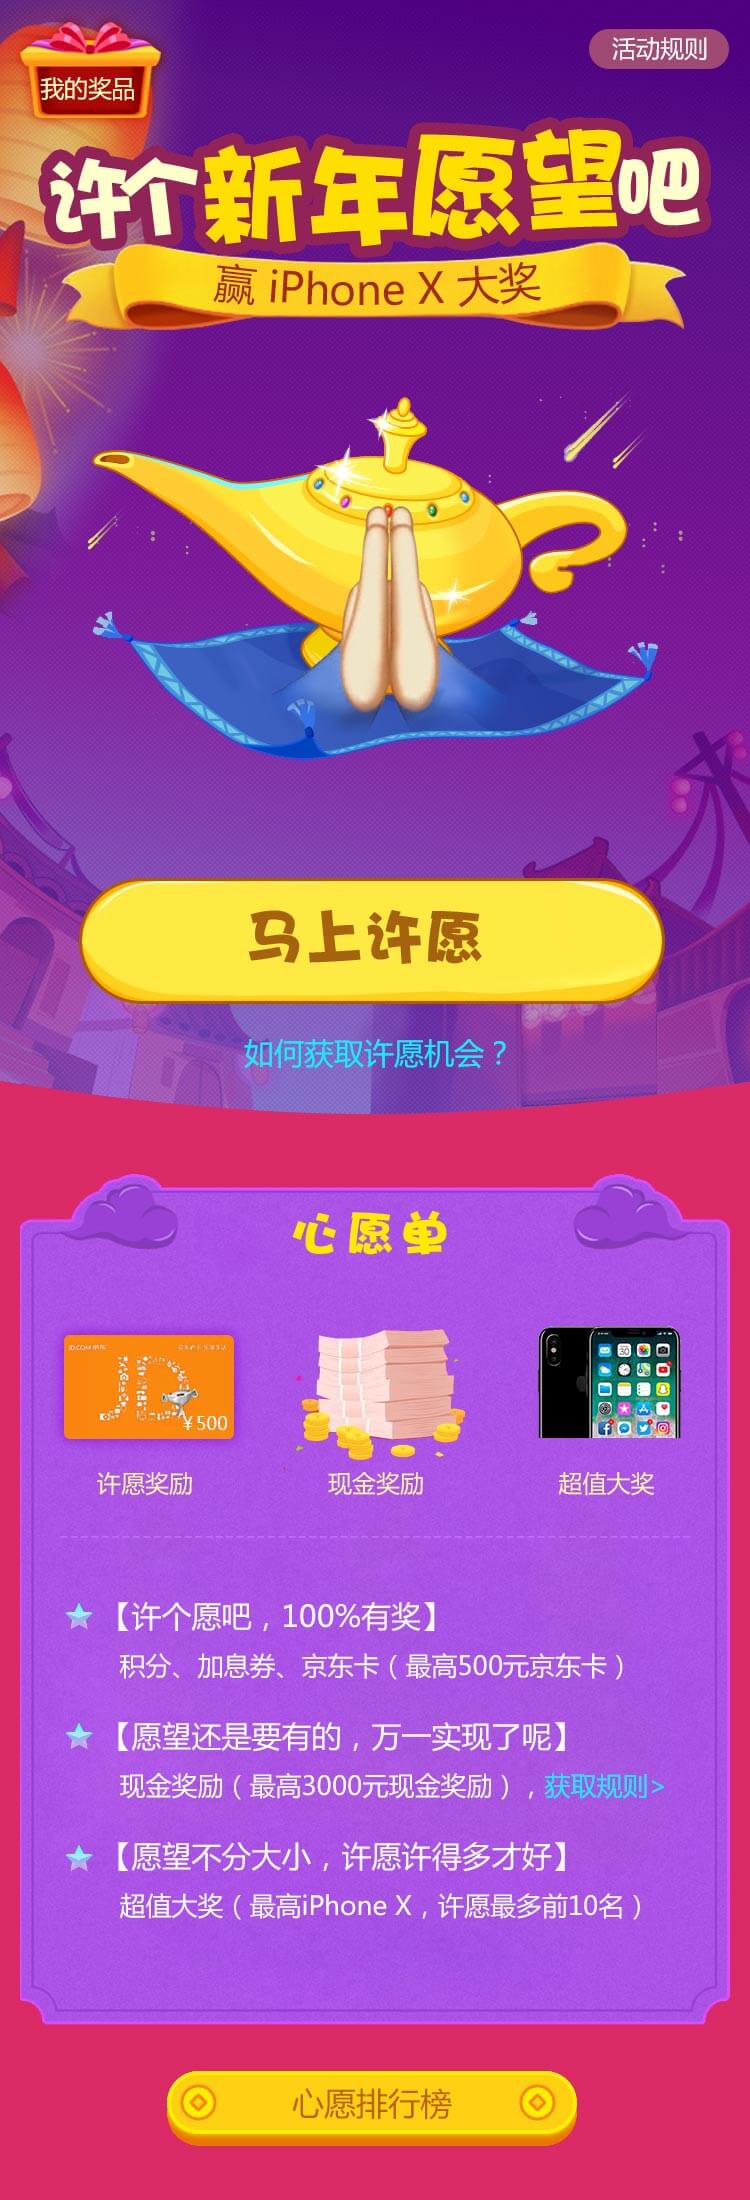 活动规则
我的奖品
许个新年愿望吧
赢 iPhone X 大奖
马上许愿
如何获取许愿机会？
心愿单
JD.COM 京东
JD
¥500
许愿奖励
现金奖励
超值大奖
【许个愿吧，100%有奖】
积分、加息券、京东卡（最高500元京东卡）
【愿望还是要有的，万一实现了呢】
现金奖励（最高3000元现金奖励），获取规则>
【愿望不分大小，许愿许得多才好】
超值大奖（最高iPhone X，许愿最多前10名）
心愿排行榜